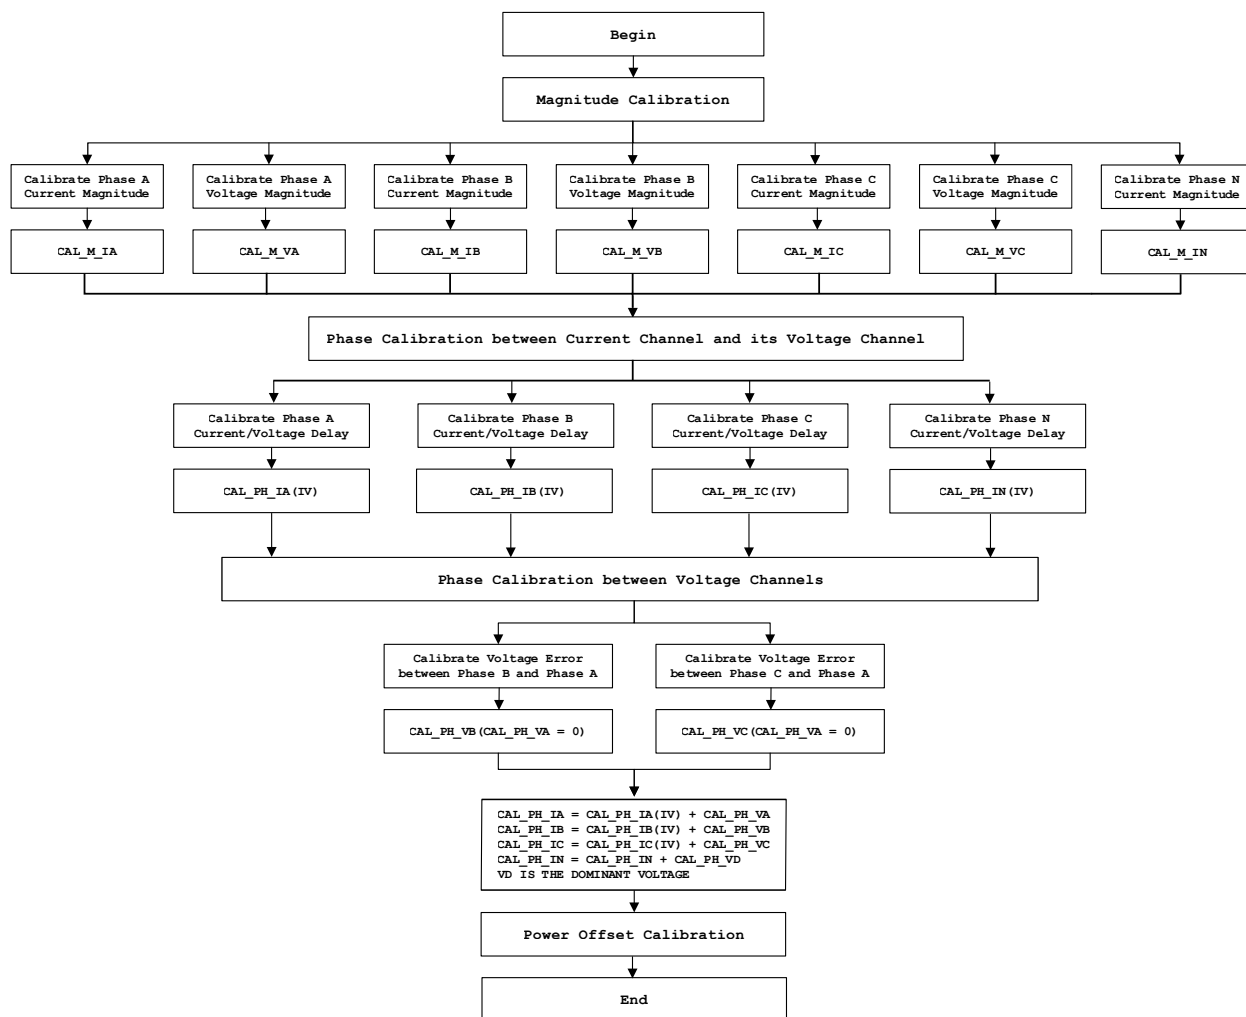 Begin
Magnitude Calibration
Calibrate Phase A
Current Magnitude
Calibrate Phase A
Voltage Magnitude
Calibrate Phase B
Current Magnitude
Calibrate Phase B
Voltage Magnitude
Calibrate Phase C
Current Magnitude
Calibrate Phase C
Voltage Magnitude
Calibrate Phase N
Current Magnitude
CAL_M_IA
CAL_M_VA
CAL_M_IB
CAL_M_VB
CAL_M_IC
CAL_M_VC
CAL_M_IN
Phase Calibration between Current Channel and its Voltage Channel
Calibrate Phase A
Current/Voltage Delay
Calibrate Phase B
Current/Voltage Delay
Calibrate Phase C
Current/Voltage Delay
Calibrate Phase N
Current/Voltage Delay
CAL_PH_IA(IV)
CAL_PH_IB(IV)
CAL_PH_IC(IV)
CAL_PH_IN(IV)
Phase Calibration between Voltage Channels
Calibrate Voltage Error
between Phase B and Phase A
Calibrate Voltage Error
between Phase C and Phase A
CAL_PH_VB(CAL_PH_VA = 0)
CAL_PH_VC(CAL_PH_VA = 0)
CAL_PH_IA = CAL_PH_IA(IV) + CAL_PH_VA
CAL_PH_IB = CAL_PH_IB(IV) + CAL_PH_VB
CAL_PH_IC = CAL_PH_IC(IV) + CAL_PH_VC
CAL_PH_IN = CAL_PH_IN + CAL_PH_VD
VD IS THE DOMINANT VOLTAGE
Power Offset Calibration
End